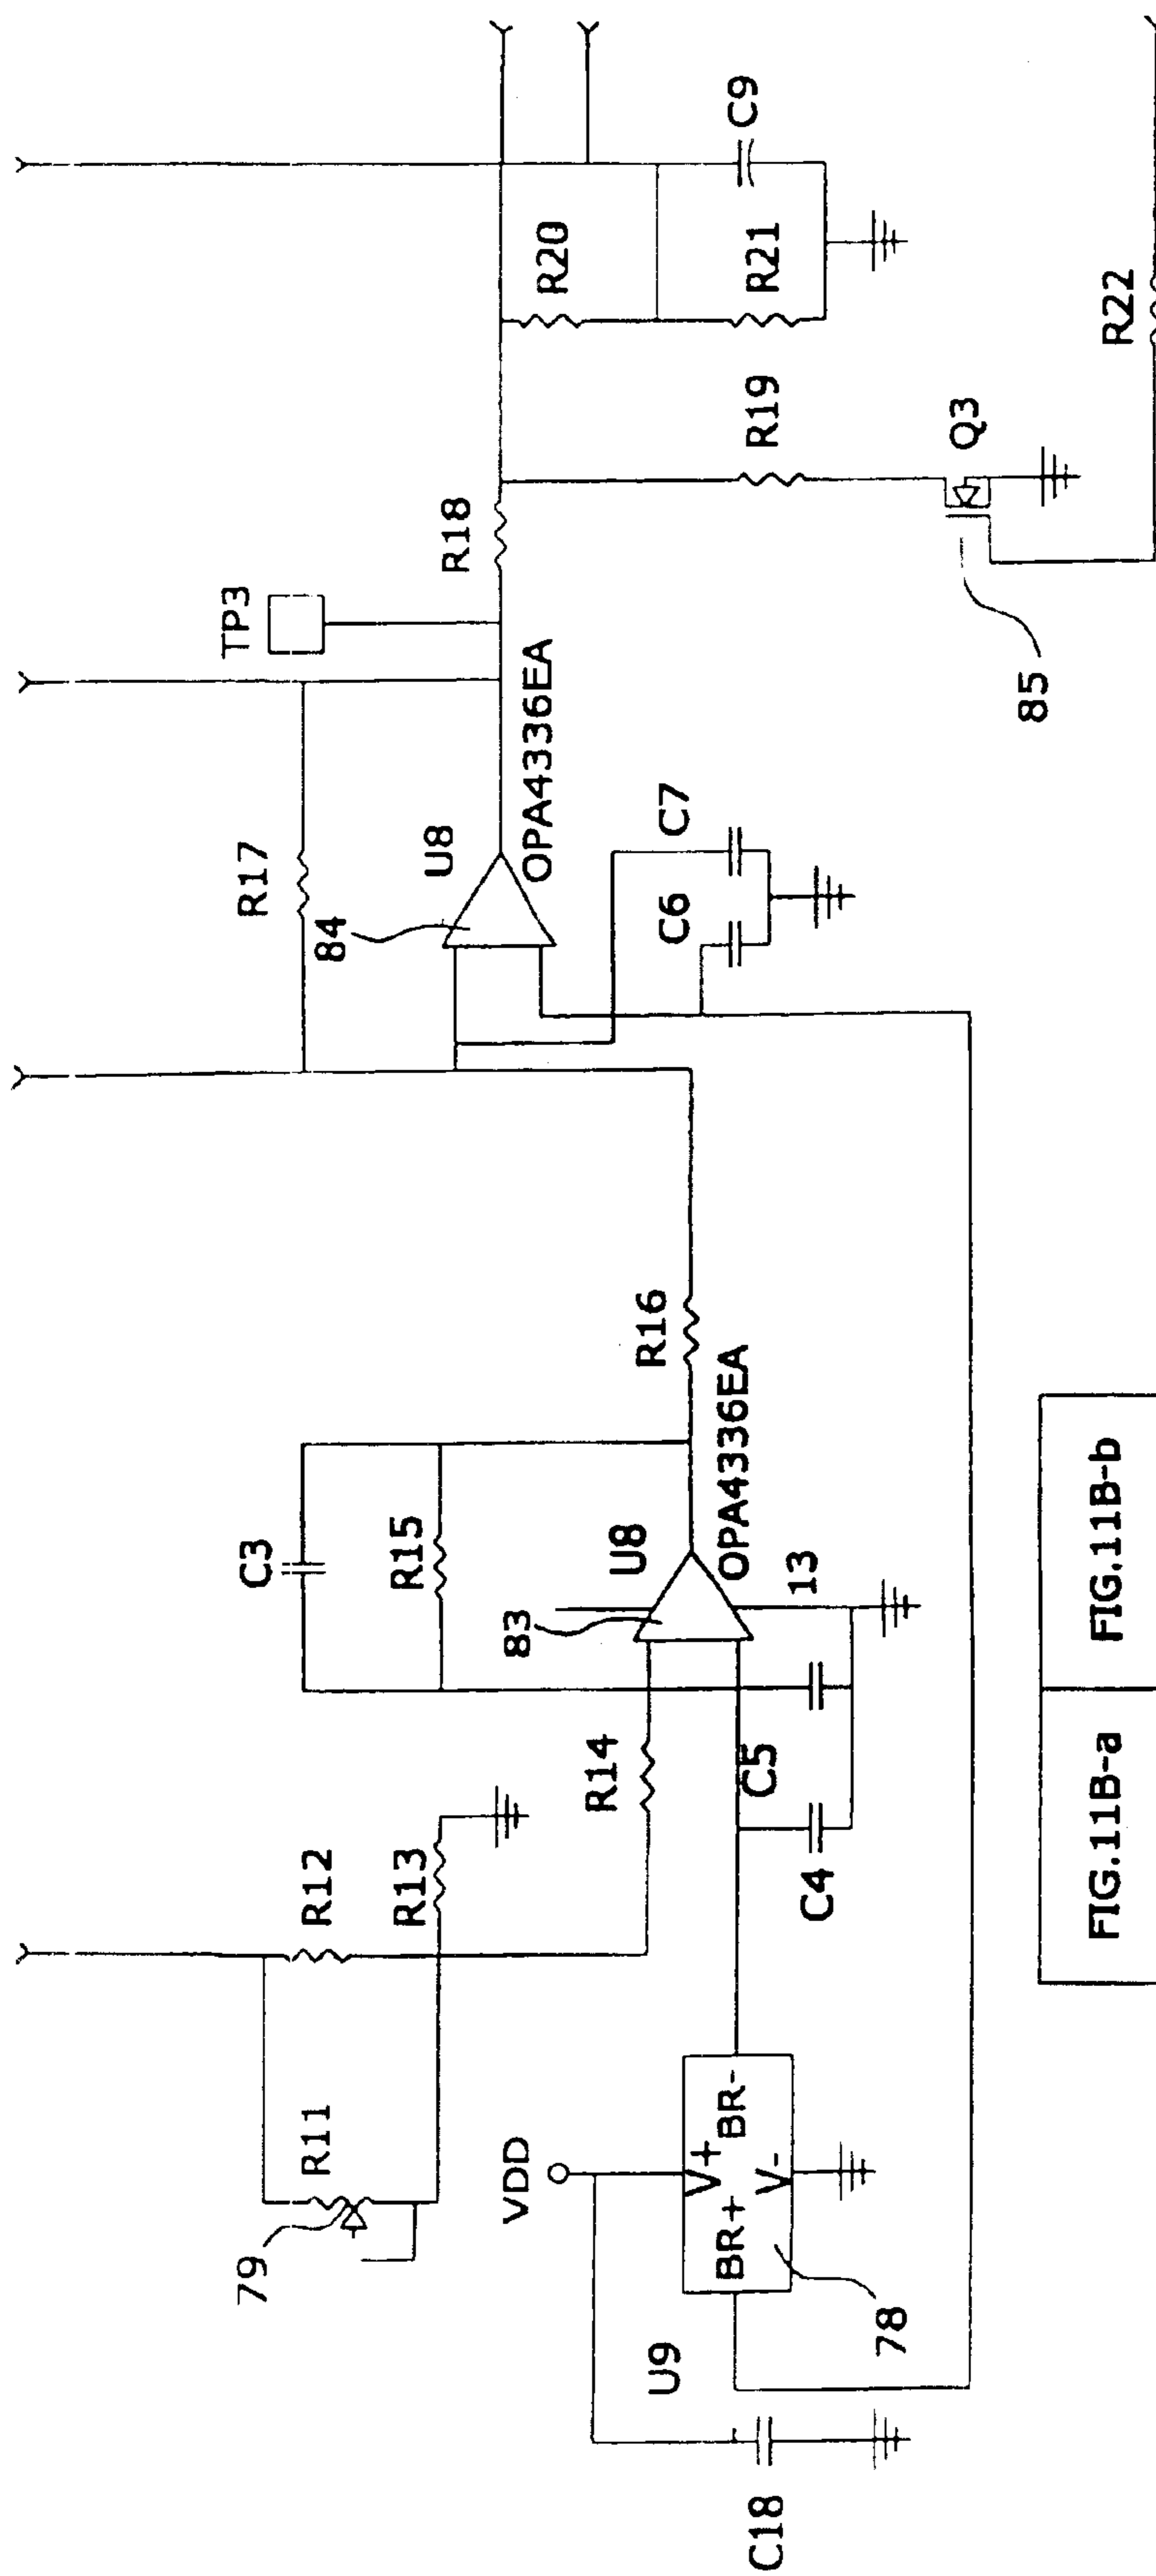 79
R11
R12
R13
VDD
V+
BR+
BR-
V-
U9
78
C18
R14
C4
C5
C3
R15
83
U8
OPA4336EA
13
R16
R17
84
U8
OPA4336EA
C6
C7
TP3
R18
R19
Q3
85
R20
R21
C9
R22
FIG.11B-a
FIG.11B-b